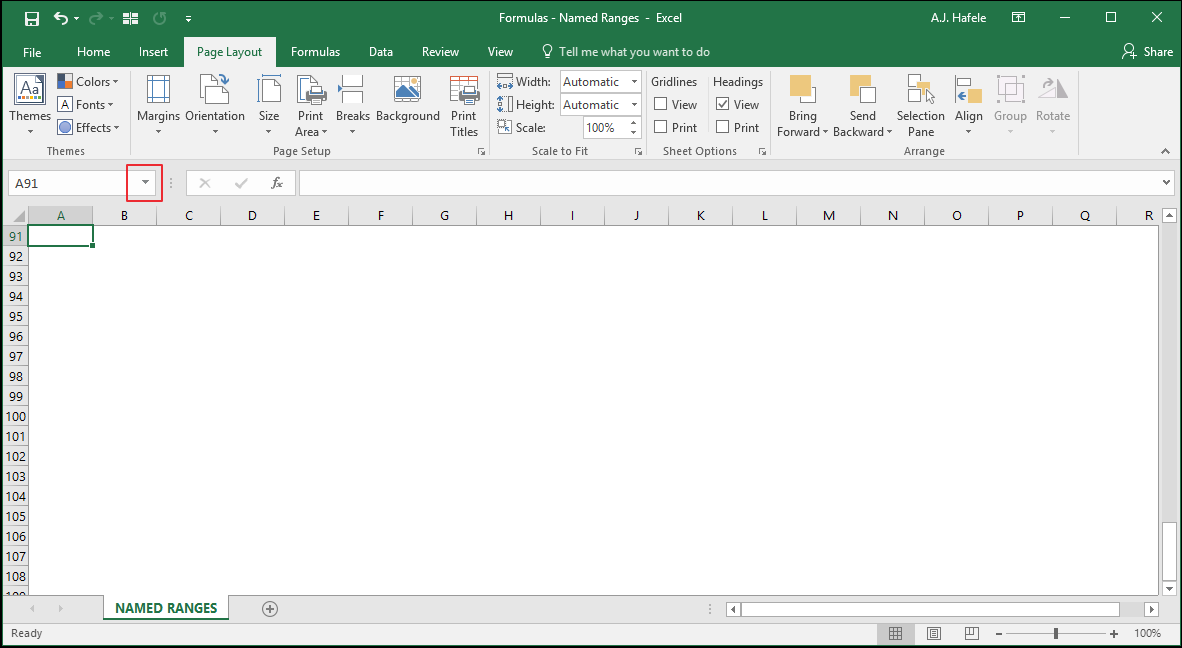 Formulas - Named Ranges - Excel
A.J. Hafele
File Home Insert Page Layout Formulas Data Review View Tell me what you want to do Share
Themes
Colors
Fonts
Effects
Themes
Margins Orientation Size Print Area Breaks Background Print Titles
Page Setup
Width: Automatic
Height: Automatic
Scale: 100%
Scale to Fit
Gridlines Headings
View View
Print Print
Sheet Options
Bring Forward Send Backward Selection Pane Align Group Rotate
Arrange
A91 fx
A B C D E F G H I J K L M N O P Q R
91
92
93
94
95
96
97
98
99
100
101
102
103
104
105
106
107
108
109
NAMED RANGES
Ready 100%